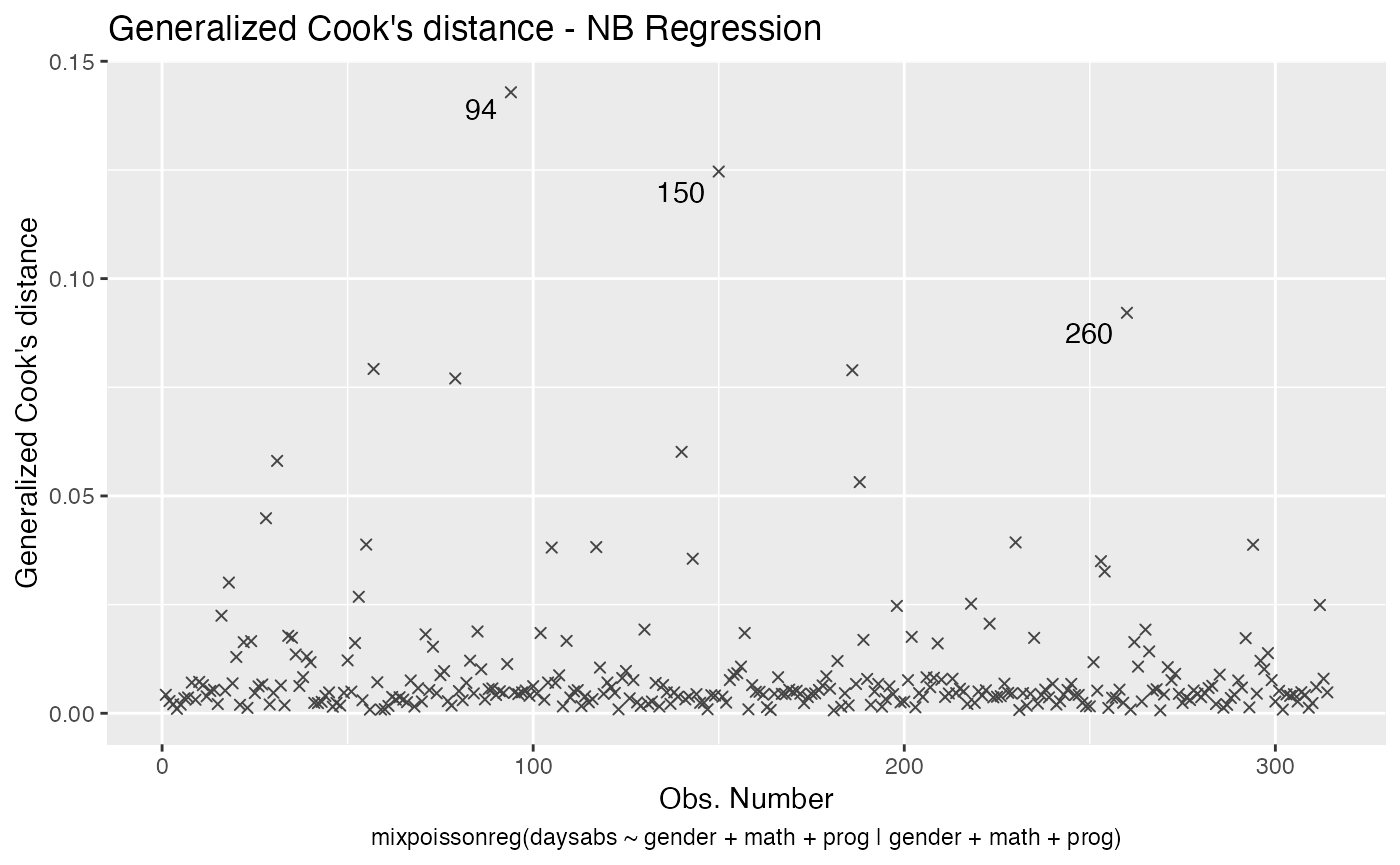 Generalized Cook's distance - NB Regression
0.15
94
150
0.10
260
Generalized Cook's distance
0.05
0.00
0 100 200 300
Obs. Number
mixpoissonreg(daysabs ~ gender + math + prog | gender + math + prog)